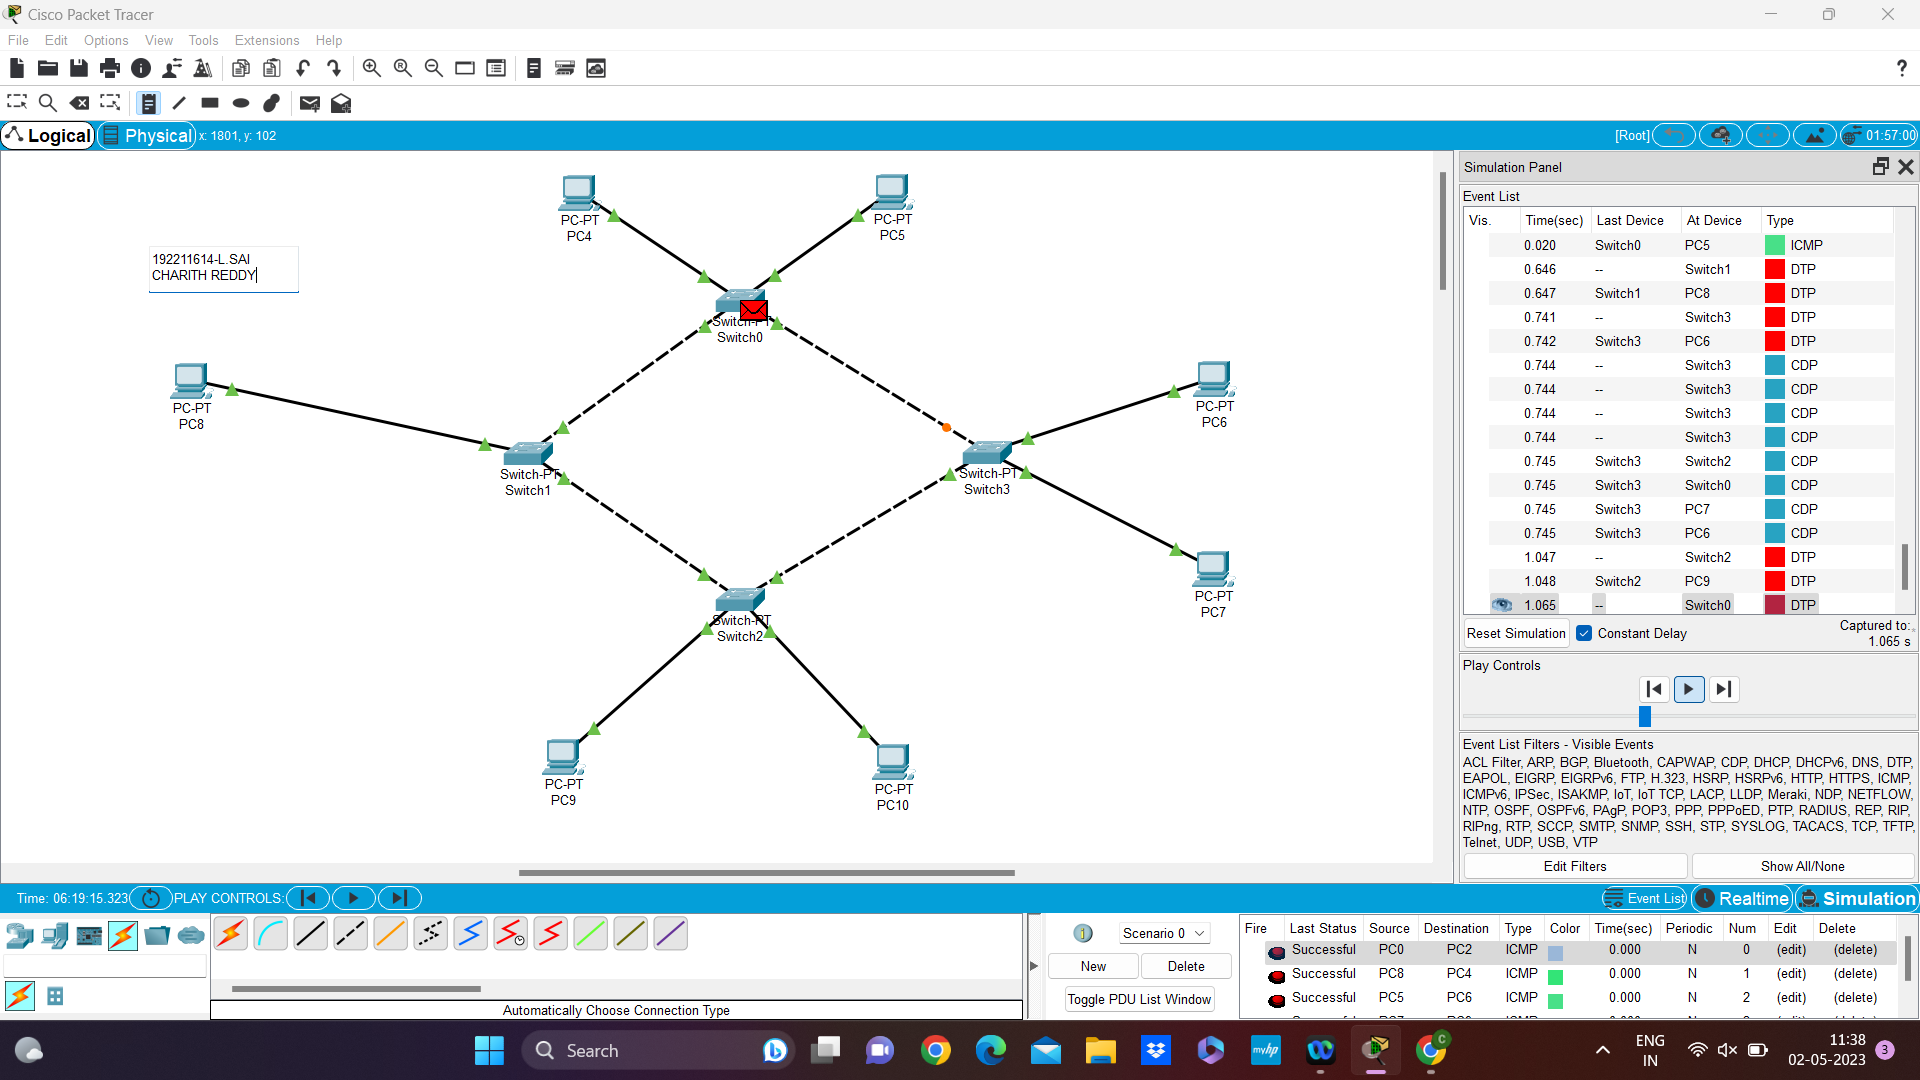 Cisco Packet Tracer
File Edit Options View Tools Extensions Help
?
Logical Physical x: 1801, y: 102 [Root] 01:57:00
192211614-L.SAI
CHARITH REDDY
PC-PT
PC4
PC-PT
PC5
Switch-PT
Switch0
PC-PT
PC8
PC-PT
PC6
Switch-PT
Switch1
Switch-PT
Switch3
PC-PT
PC7
Switch-PT
Switch2
PC-PT
PC9
PC-PT
PC10
Simulation Panel
Event List
Vis. Time(sec) Last Device At Device Type
0.020 Switch0 PC5 ICMP
0.646 -- Switch1 DTP
0.647 Switch1 PC8 DTP
0.741 -- Switch3 DTP
0.742 Switch3 PC6 DTP
0.744 -- Switch3 CDP
0.744 -- Switch3 CDP
0.744 -- Switch3 CDP
0.744 -- Switch3 CDP
0.745 Switch3 Switch2 CDP
0.745 Switch3 Switch0 CDP
0.745 Switch3 PC7 CDP
0.745 Switch3 PC6 CDP
1.047 -- Switch2 DTP
1.048 Switch2 PC9 DTP
1.065 -- Switch0 DTP
Reset Simulation Constant Delay Captured to:
1.065 s
Play Controls
Event List Filters - Visible Events
ACL Filter, ARP, BGP, Bluetooth, CAPWAP, CDP, DHCP, DHCPv6, DNS, DTP,
EAPOL, EIGRP, EIGRPv6, FTP, H.323, HSRP, HSRPv6, HTTP, HTTPS, ICMP,
ICMPv6, IPSec, ISAKMP, IoT, IoT TCP, LACP, LLDP, Meraki, NDP, NETFLOW,
NTP, OSPF, OSPFv6, PAgP, POP3, PPP, PPPoED, PTP, RADIUS, REP, RIP,
RIPng, RTP, SCCP, SMTP, SNMP, SSH, STP, SYSLOG, TACACS, TCP, TFTP,
Telnet, UDP, USB, VTP
Edit Filters Show All/None
Time: 06:19:15.323 PLAY CONTROLS: Event List Realtime Simulation
Automatically Choose Connection Type
Scenario 0
New Delete
Toggle PDU List Window
Fire Last Status Source Destination Type Color Time(sec) Periodic Num Edit Delete
Successful PC0 PC2 ICMP 0.000 N 0 (edit) (delete)
Successful PC8 PC4 ICMP 0.000 N 1 (edit) (delete)
Successful PC5 PC6 ICMP 0.000 N 2 (edit) (delete)
Search
myhp
C
ENG
IN
11:38
02-05-2023
3